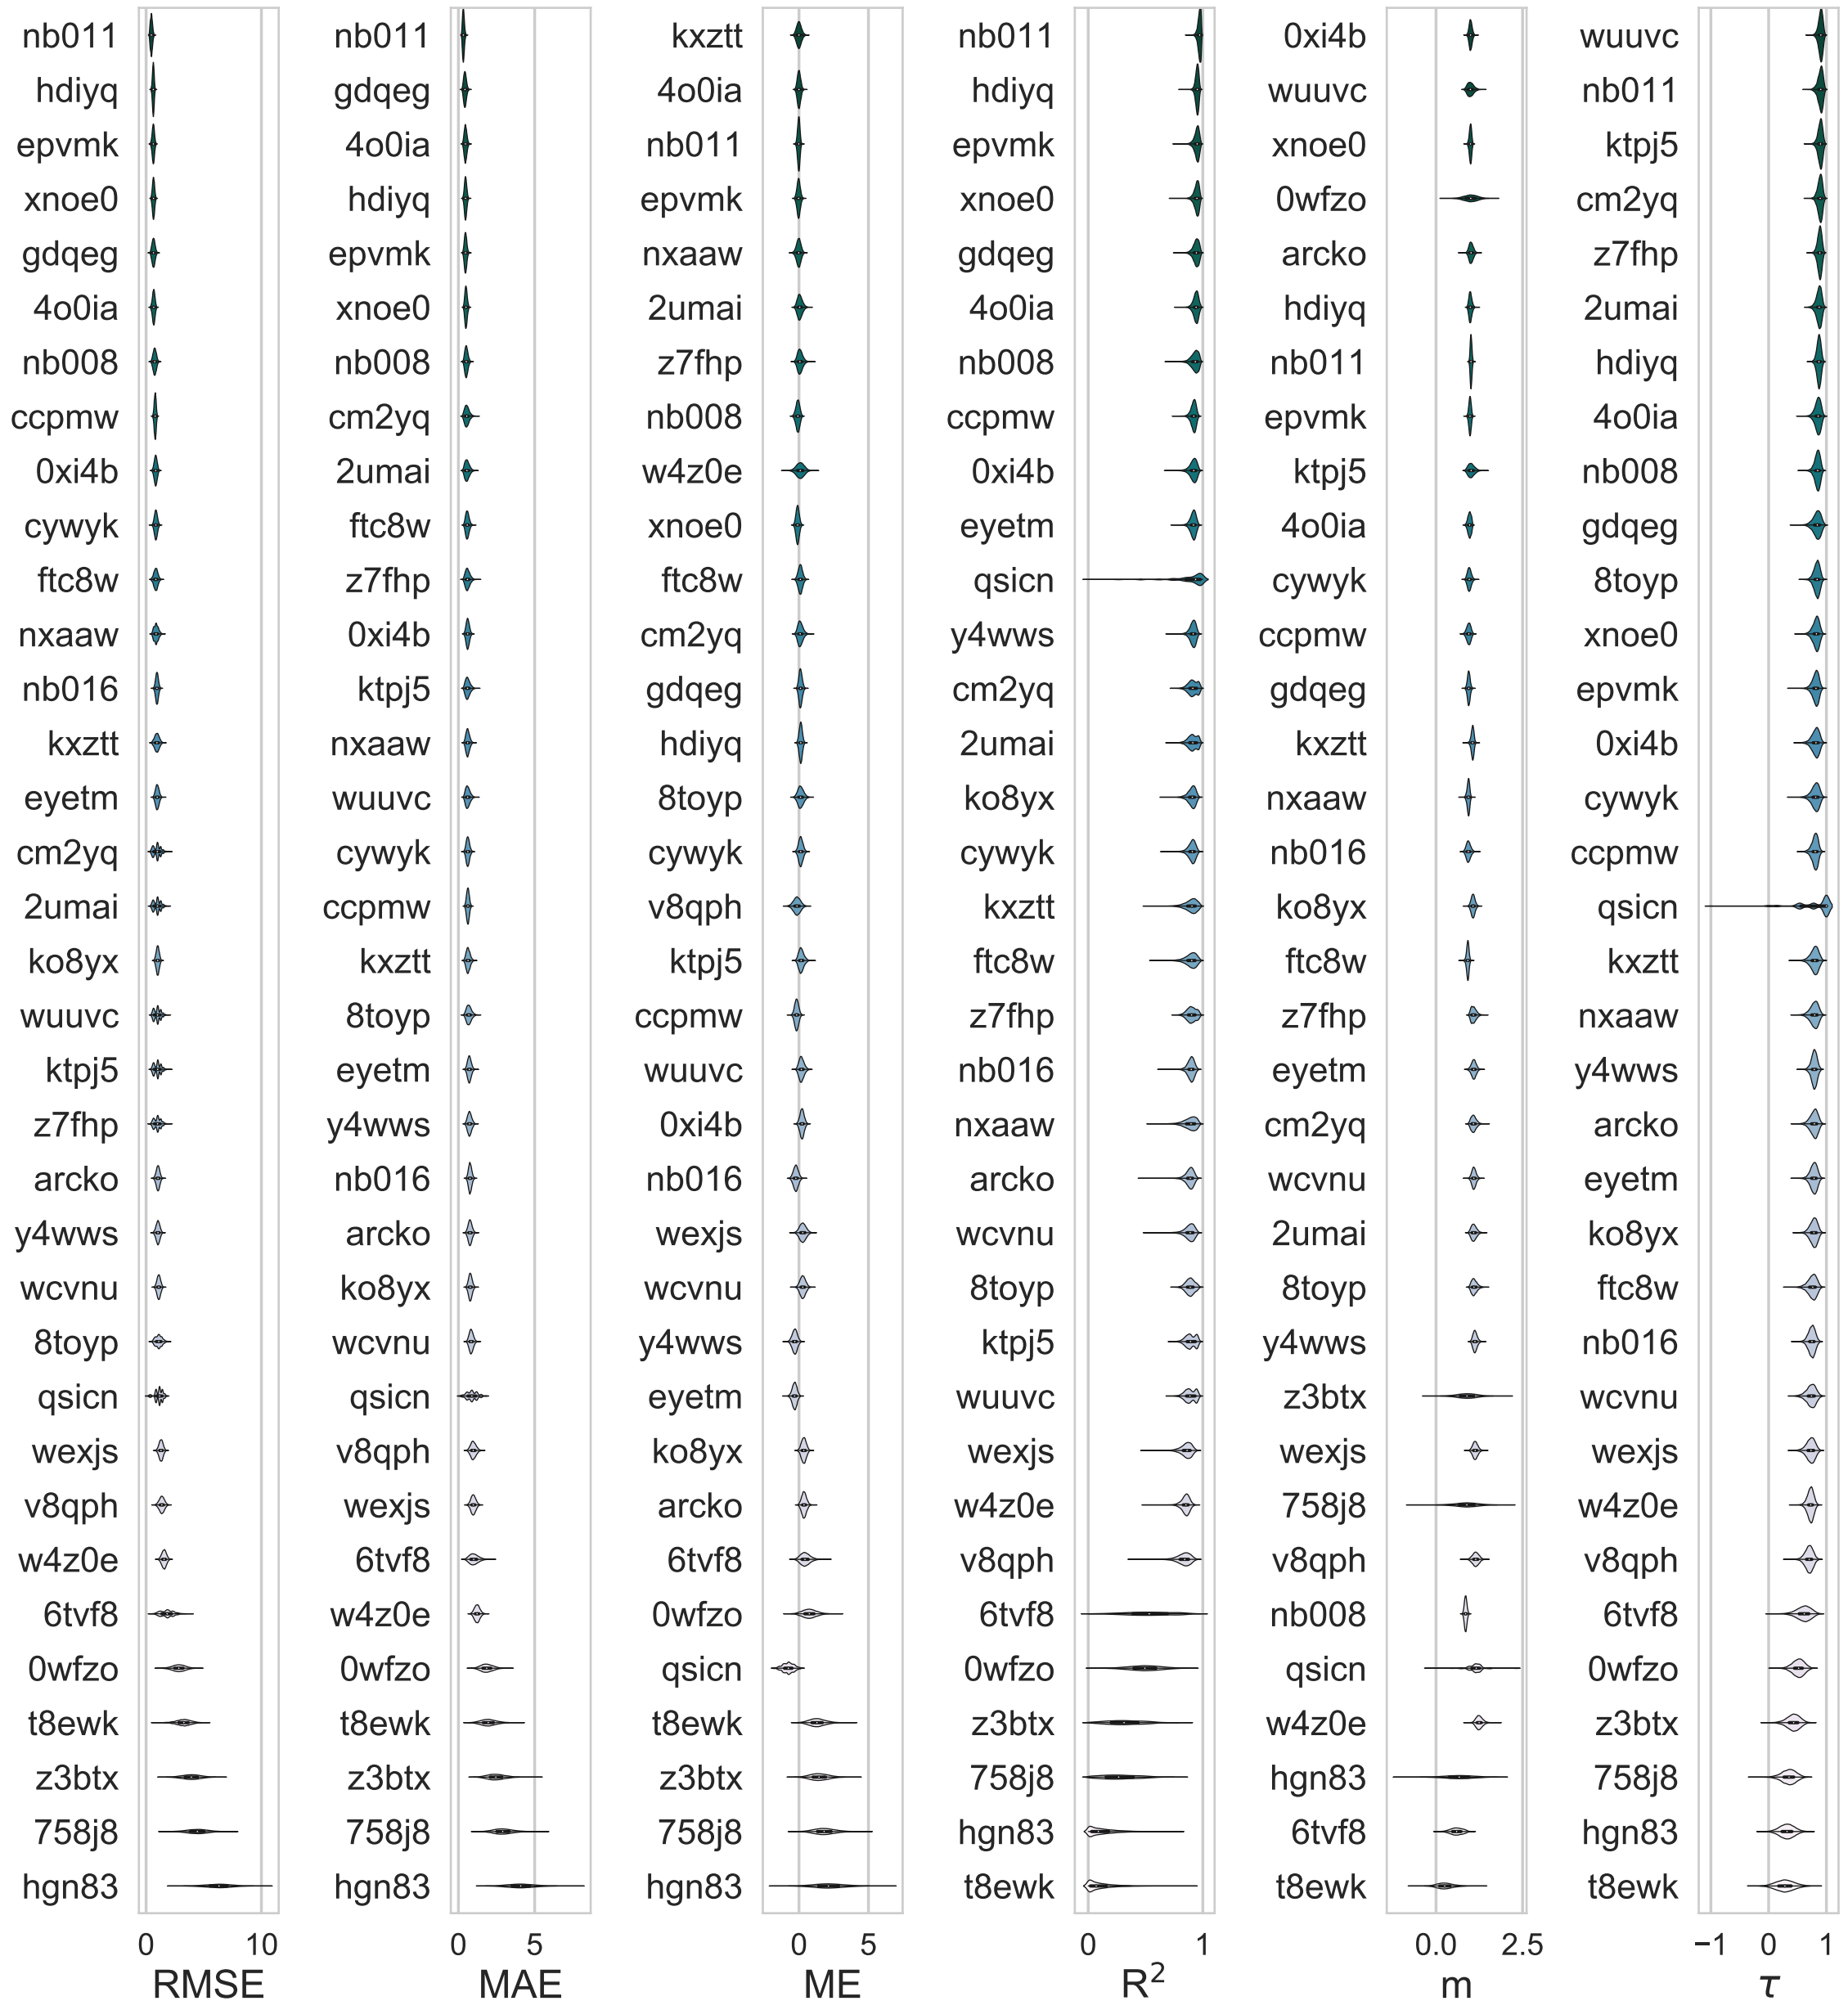 nb011 nb011 kxztt nb011 0xi4b wuuvc
hdiyq gdqeg 4o0ia hdiyq wuuvc nb011
epvmk 4o0ia nb011 epvmk xnoe0 ktpj5
xnoe0 hdiyq epvmk xnoe0 0wfzo cm2yq
gdqeg epvmk nxaaw gdqeg arcko z7fhp
4o0ia xnoe0 2umai 4o0ia hdiyq 2umai
nb008 nb008 z7fhp nb008 nb011 hdiyq
ccpmw cm2yq nb008 ccpmw epvmk 4o0ia
0xi4b 2umai w4z0e 0xi4b ktpj5 nb008
cywyk ftc8w xnoe0 eyetm 4o0ia gdqeg
ftc8w z7fhp ftc8w qsicn cywyk 8toyp
nxaaw 0xi4b cm2yq y4wws ccpmw xnoe0
nb016 ktpj5 gdqeg cm2yq gdqeg epvmk
kxztt nxaaw hdiyq 2umai kxztt 0xi4b
eyetm wuuvc 8toyp ko8yx nxaaw cywyk
cm2yq cywyk cywyk cywyk nb016 ccpmw
2umai ccpmw v8qph kxztt ko8yx qsicn
ko8yx kxztt ktpj5 ftc8w ftc8w kxztt
wuuvc 8toyp ccpmw z7fhp z7fhp nxaaw
ktpj5 eyetm wuuvc nb016 eyetm y4wws
z7fhp y4wws 0xi4b nxaaw cm2yq arcko
arcko nb016 nb016 arcko wcvnu eyetm
y4wws arcko wexjs wcvnu 2umai ko8yx
wcvnu ko8yx wcvnu 8toyp 8toyp ftc8w
8toyp wcvnu y4wws ktpj5 y4wws nb016
qsicn qsicn eyetm wuuvc z3btx wcvnu
wexjs v8qph ko8yx wexjs wexjs wexjs
v8qph wexjs arcko w4z0e 758j8 w4z0e
w4z0e 6tvf8 6tvf8 v8qph v8qph v8qph
6tvf8 w4z0e 0wfzo 6tvf8 nb008 6tvf8
0wfzo 0wfzo qsicn 0wfzo qsicn 0wfzo
t8ewk t8ewk t8ewk z3btx w4z0e z3btx
z3btx z3btx z3btx 758j8 hgn83 758j8
758j8 758j8 758j8 hgn83 6tvf8 hgn83
hgn83 hgn83 hgn83 t8ewk t8ewk t8ewk
0 10 0 5 0 5 0 1 0.0 2.5 −1 0 1
RMSE MAE ME R² m τ